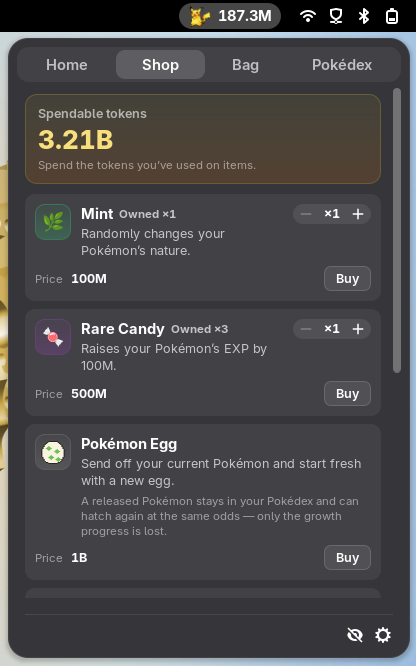 187.3M
Home Shop Bag Pokédex
Spendable tokens
3.21B
Spend the tokens you've used on items.
Mint Owned ×1 — ×1 +
Randomly changes your
Pokémon's nature.
Price 100M Buy
Rare Candy Owned ×3 — ×1 +
Raises your Pokémon's EXP by
100M.
Price 500M Buy
Pokémon Egg
Send off your current Pokémon and start fresh
with a new egg.
A released Pokémon stays in your Pokédex and can
hatch again at the same odds — only the growth
progress is lost.
Price 1B Buy